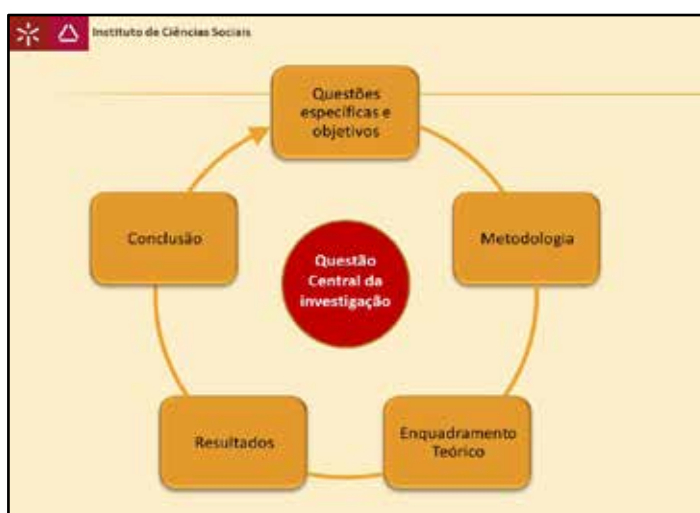 Instituto de Ciências Sociais
Questões
específicas e
objetivos
Metodologia
Enquadramento
Teórico
Resultados
Conclusão
Questão
Central da
investigação